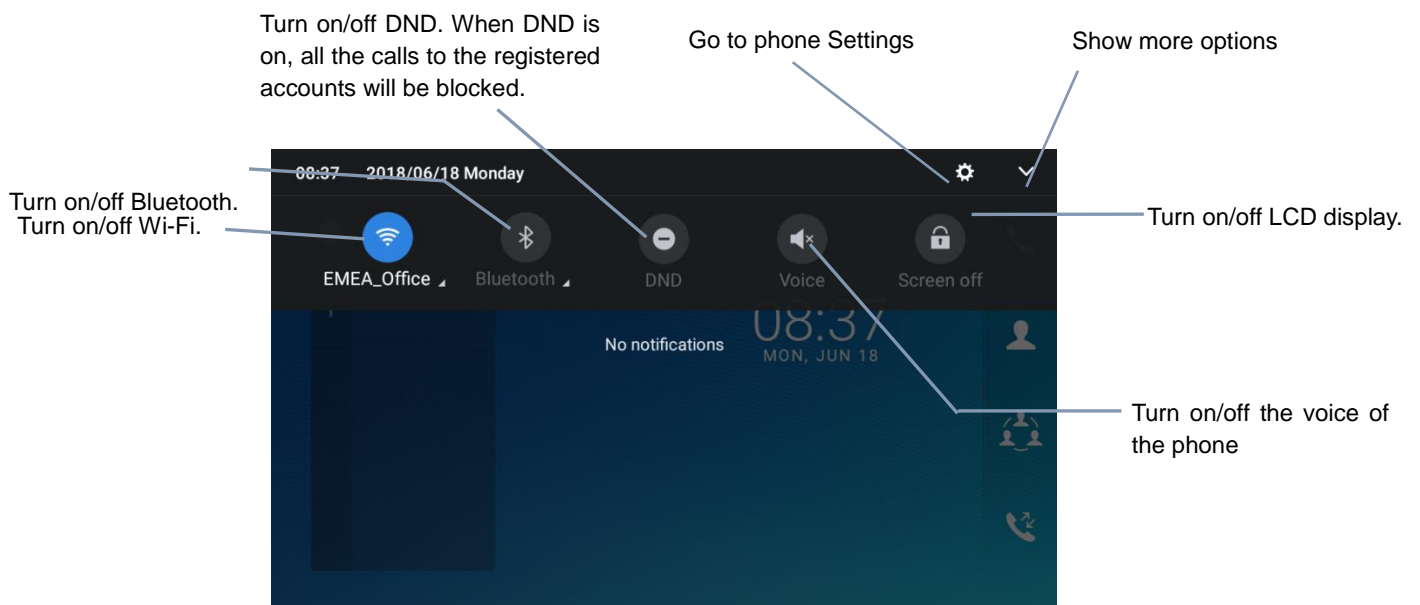 Turn on/off DND. When DND is
on, all the calls to the registered
accounts will be blocked.
Go to phone Settings
Show more options
08:37 2018/06/18 Monday
Turn on/off Bluetooth.
Turn on/off Wi-Fi.
Turn on/off LCD display.
EMEA_Office
Bluetooth
DND
Voice
Screen off
08:37
MON, JUN 18
No notifications
Turn on/off the voice of
the phone